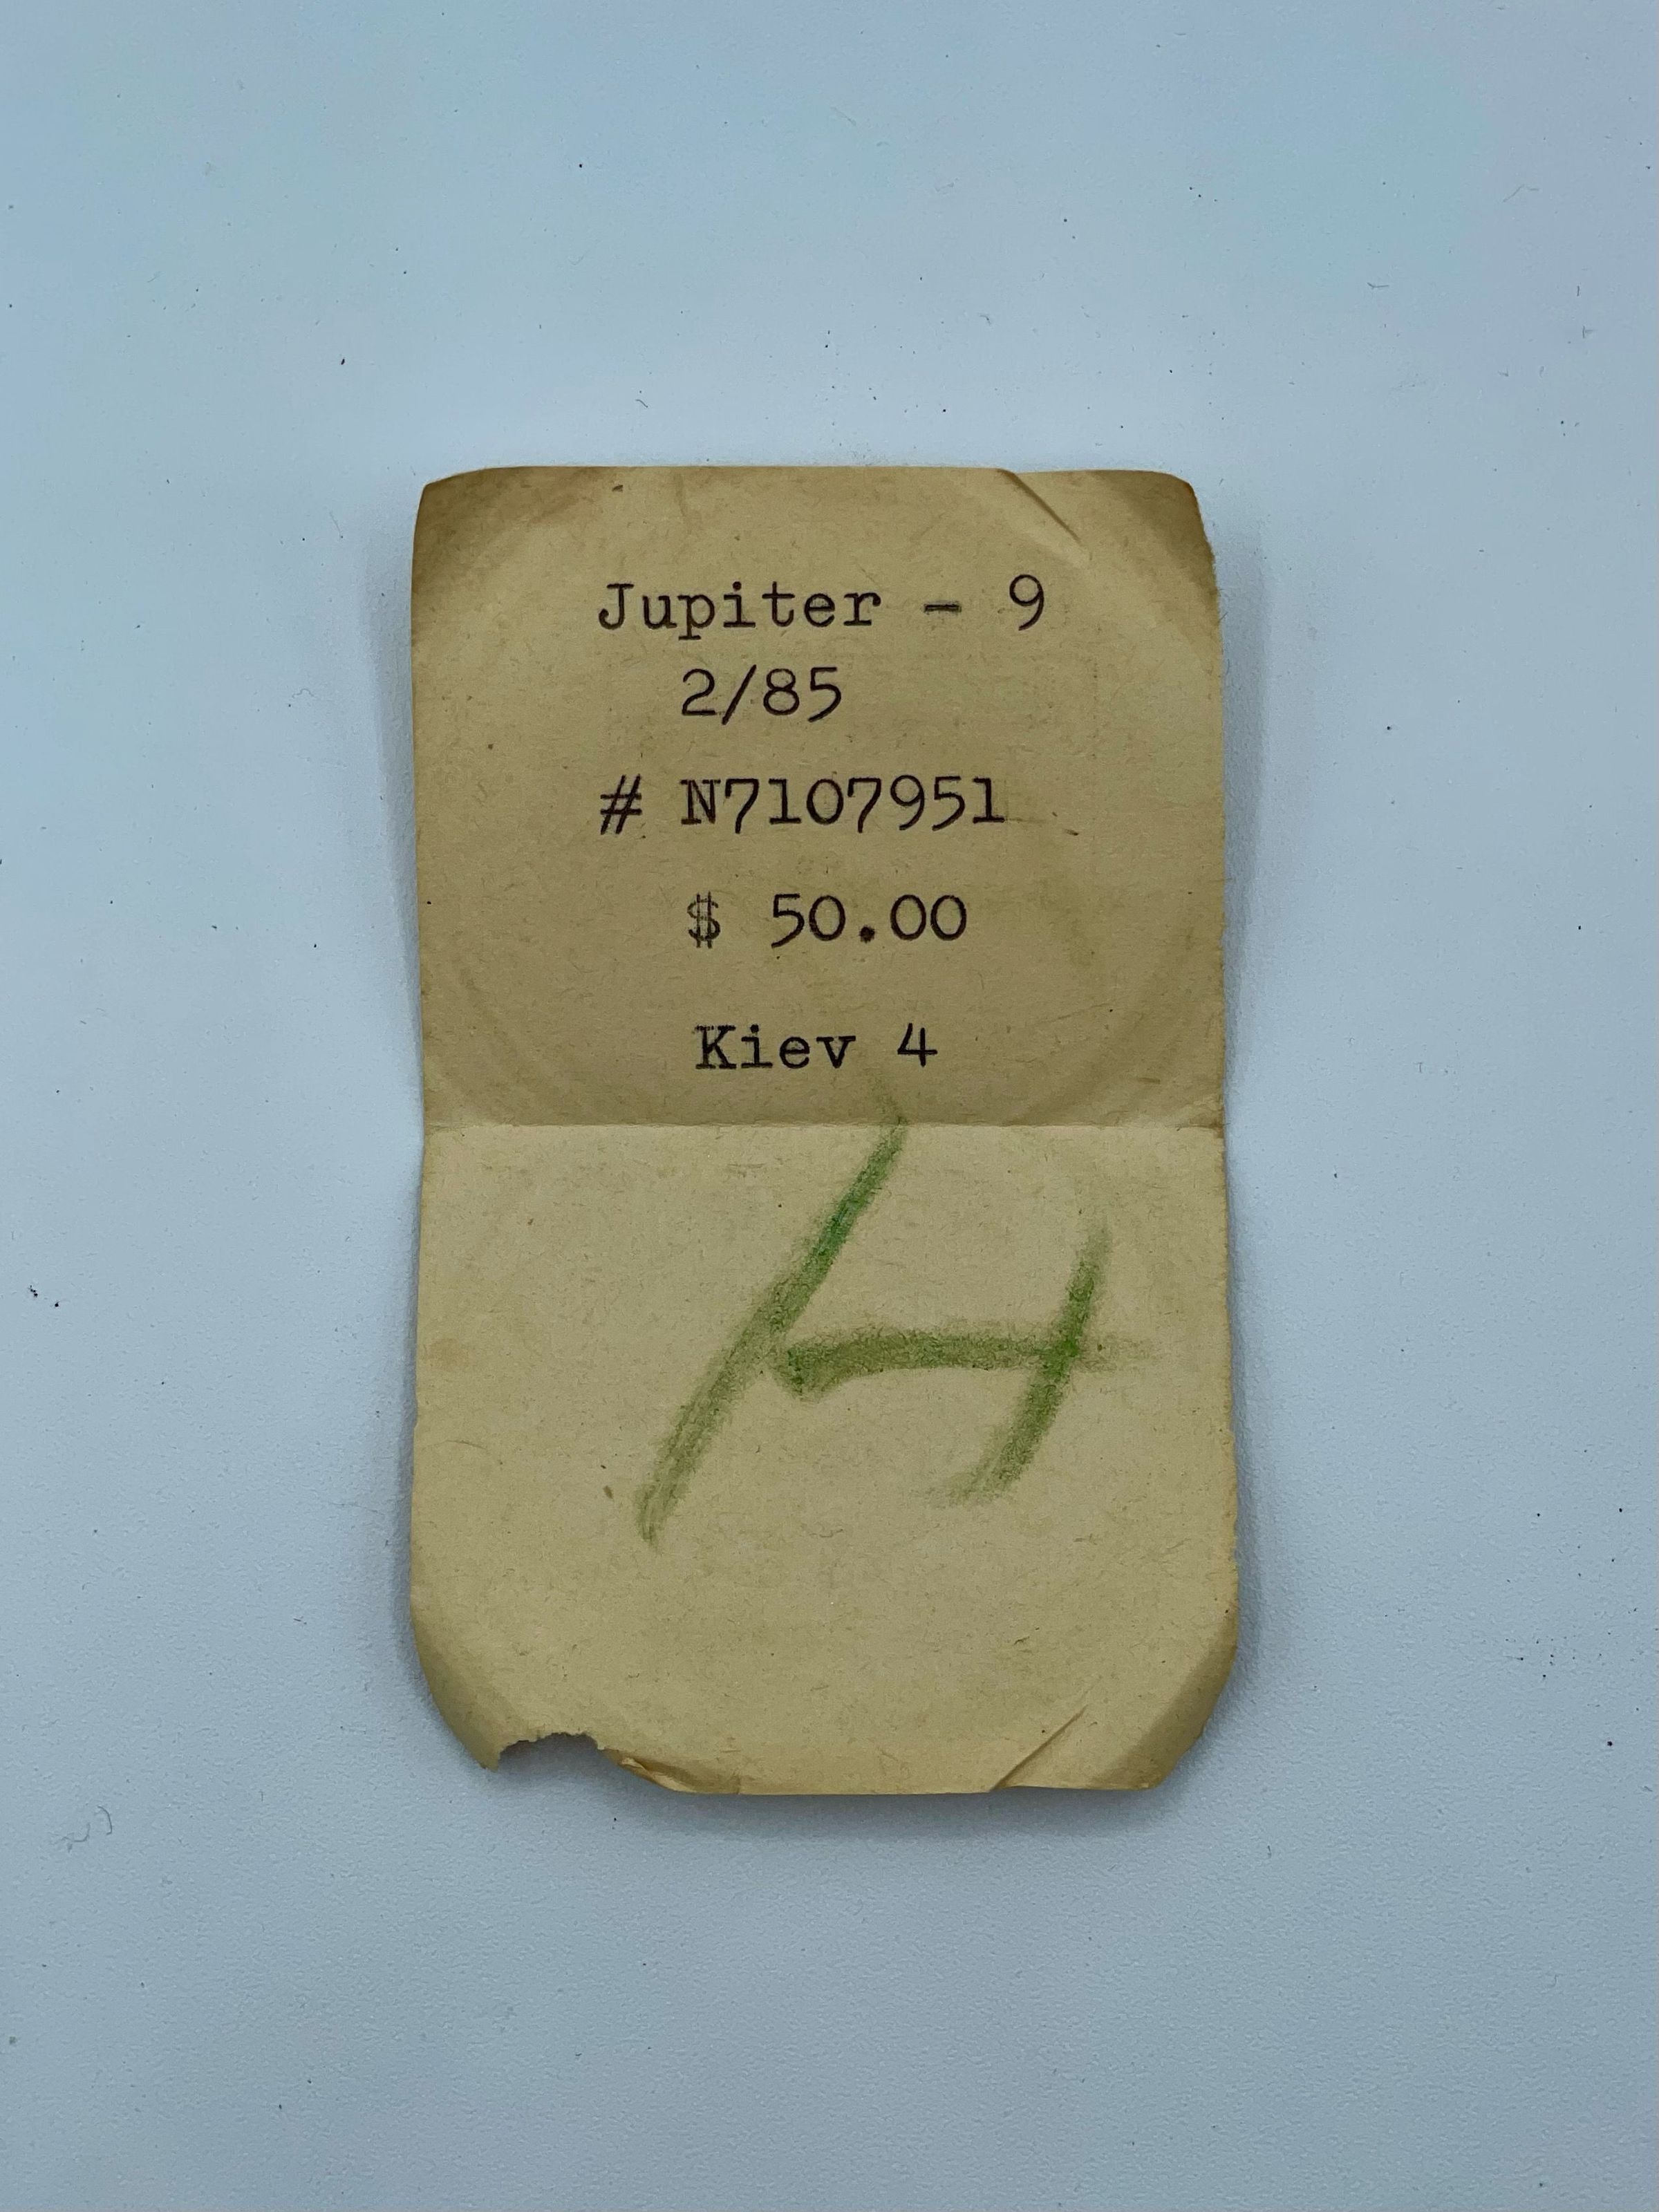 Jupiter - 9
2/85
# N7107951
$ 50.00
Kiev 4
H